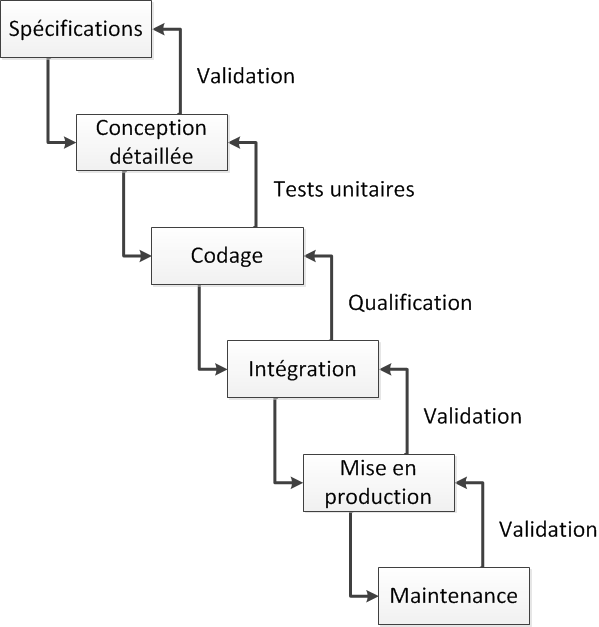 Spécifications
Validation
Conception
détaillée
Tests unitaires
Codage
Qualification
Intégration
Validation
Mise en
production
Validation
Maintenance